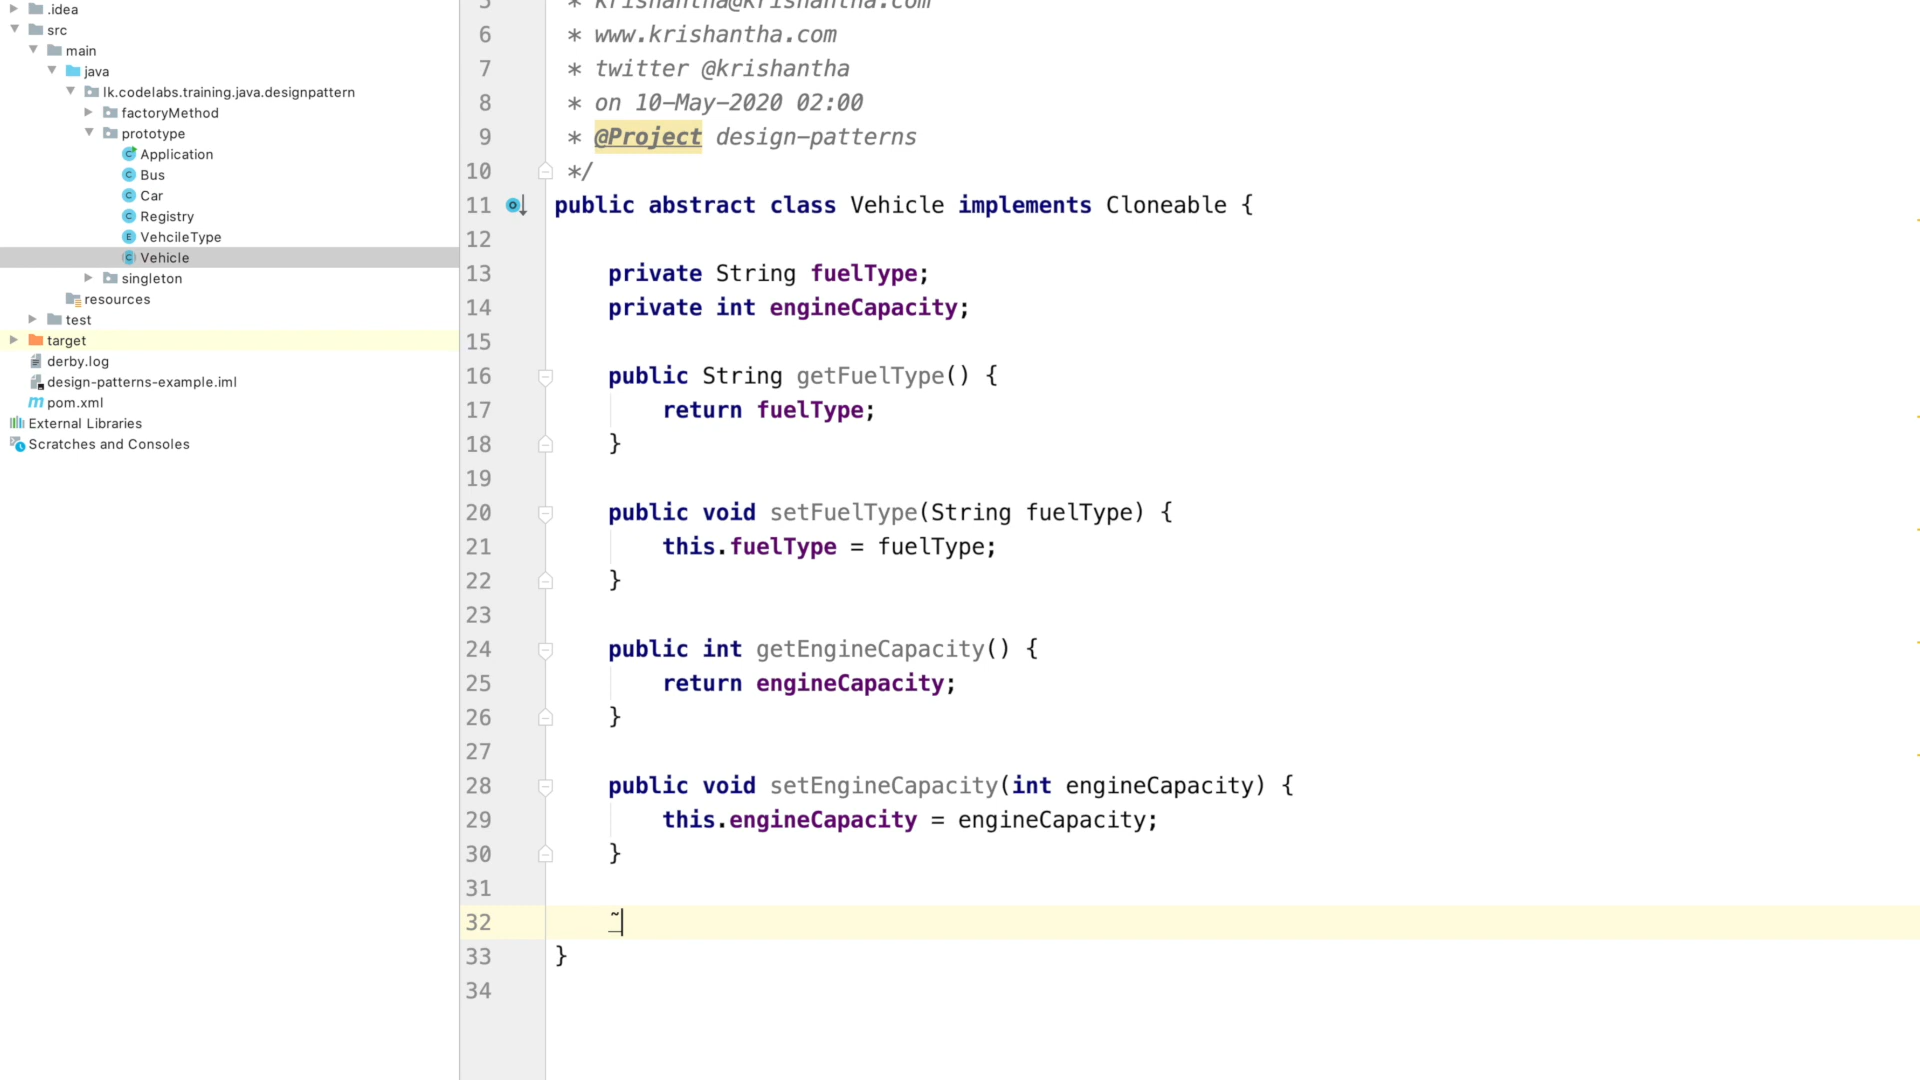 .idea
src
main
java
lk.codelabs.training.java.designpattern
factoryMethod
prototype
Application
Bus
Car
Registry
VehcileType
Vehicle
singleton
resources
test
target
derby.log
design-patterns-example.iml
pom.xml
External Libraries
Scratches and Consoles
5 * krishantha@krishantha.com
6 * www.krishantha.com
7 * twitter @krishantha
8 * on 10-May-2020 02:00
9 * @Project design-patterns
10 */
11 public abstract class Vehicle implements Cloneable {
12
13 private String fuelType;
14 private int engineCapacity;
15
16 public String getFuelType() {
17 return fuelType;
18 }
19
20 public void setFuelType(String fuelType) {
21 this.fuelType = fuelType;
22 }
23
24 public int getEngineCapacity() {
25 return engineCapacity;
26 }
27
28 public void setEngineCapacity(int engineCapacity) {
29 this.engineCapacity = engineCapacity;
30 }
31
32 ˜
33 }
34